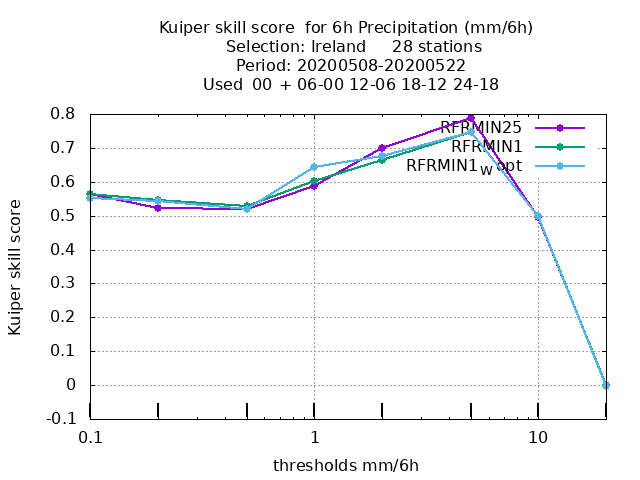 Kuiper skill score  for 6h Precipitation (mm/6h)
Selection: Ireland     28 stations
Period: 20200508-20200522
Used  00 + 06-00 12-06 18-12 24-18
RFRMIN25
RFRMIN1
RFRMIN1wopt
Kuiper skill score
0.8
0.7
0.6
0.5
0.4
0.3
0.2
0.1
0
-0.1
0.1 1 10
thresholds mm/6h